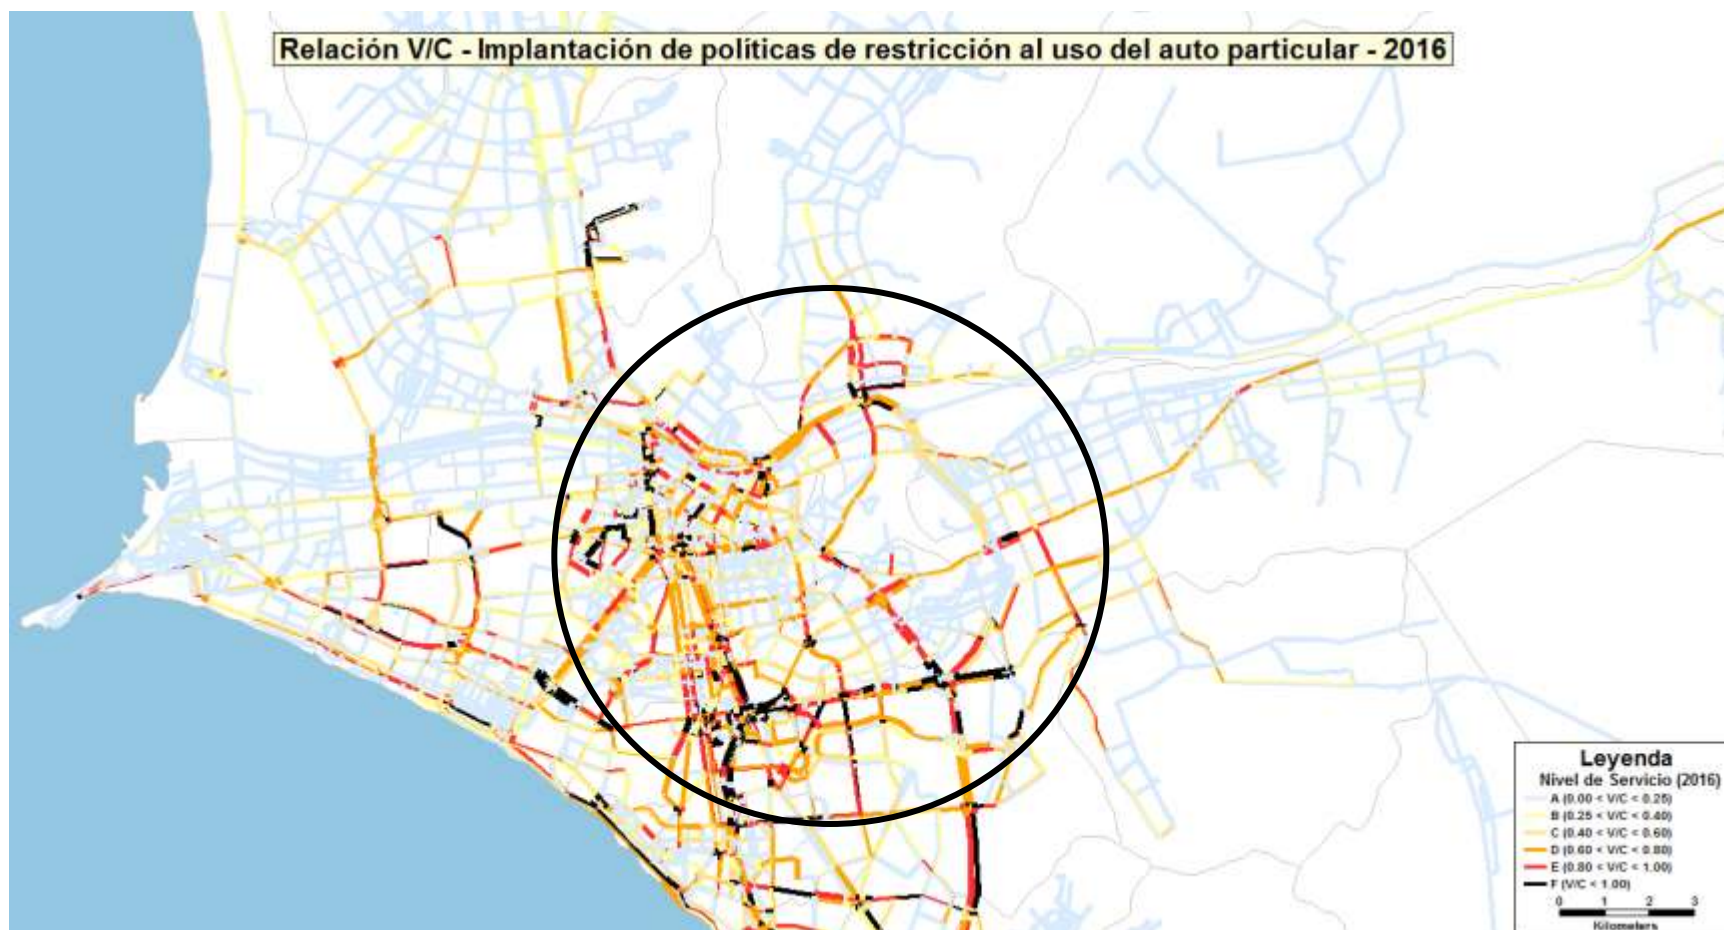 Relación V/C - Implantación de políticas de restricción al uso del auto particular - 2016
Leyenda
Nivel de Servicio (2016)
A (0.00 < V/C < 0.25)
B (0.25 < V/C < 0.40)
C (0.40 < V/C < 0.60)
D (0.60 < V/C < 0.80)
E (0.80 < V/C < 1.00)
F (V/C < 1.00)
0 1 2 3
Kilometers